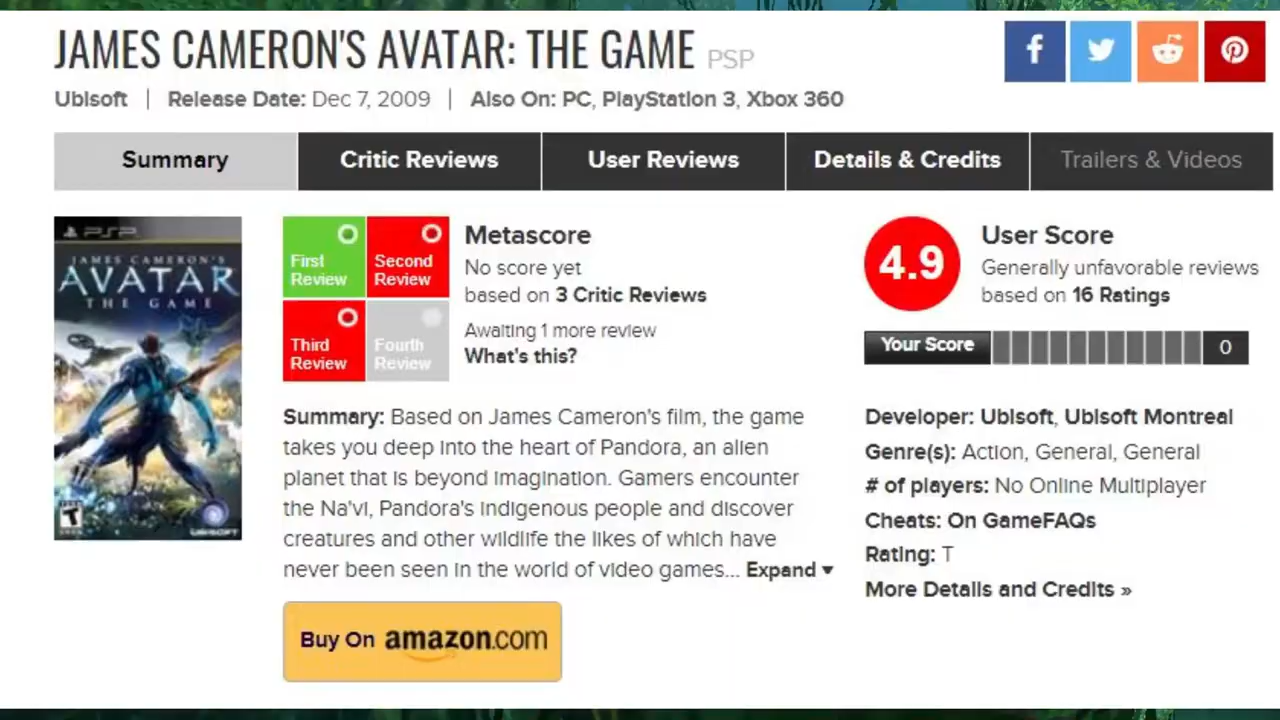 JAMES CAMERON'S AVATAR: THE GAME PSP
Ubisoft | Release Date: Dec 7, 2009 | Also On: PC, PlayStation 3, Xbox 360
Summary
Critic Reviews
User Reviews
Details & Credits
Trailers & Videos
PSP
JAMES CAMERON'S
AVATAR
THE GAME
T
UBISOFT
First
Review
Second
Review
Third
Review
Fourth
Review
Metascore
No score yet
based on 3 Critic Reviews
Awaiting 1 more review
What's this?
Summary: Based on James Cameron's film, the game
takes you deep into the heart of Pandora, an alien
planet that is beyond imagination. Gamers encounter
the Na'vi, Pandora's indigenous people and discover
creatures and other wildlife the likes of which have
never been seen in the world of video games... Expand
Buy On amazon.com
4.9
User Score
Generally unfavorable reviews
based on 16 Ratings
Your Score
0
Developer: Ubisoft, Ubisoft Montreal
Genre(s): Action, General, General
# of players: No Online Multiplayer
Cheats: On GameFAQs
Rating: T
More Details and Credits »